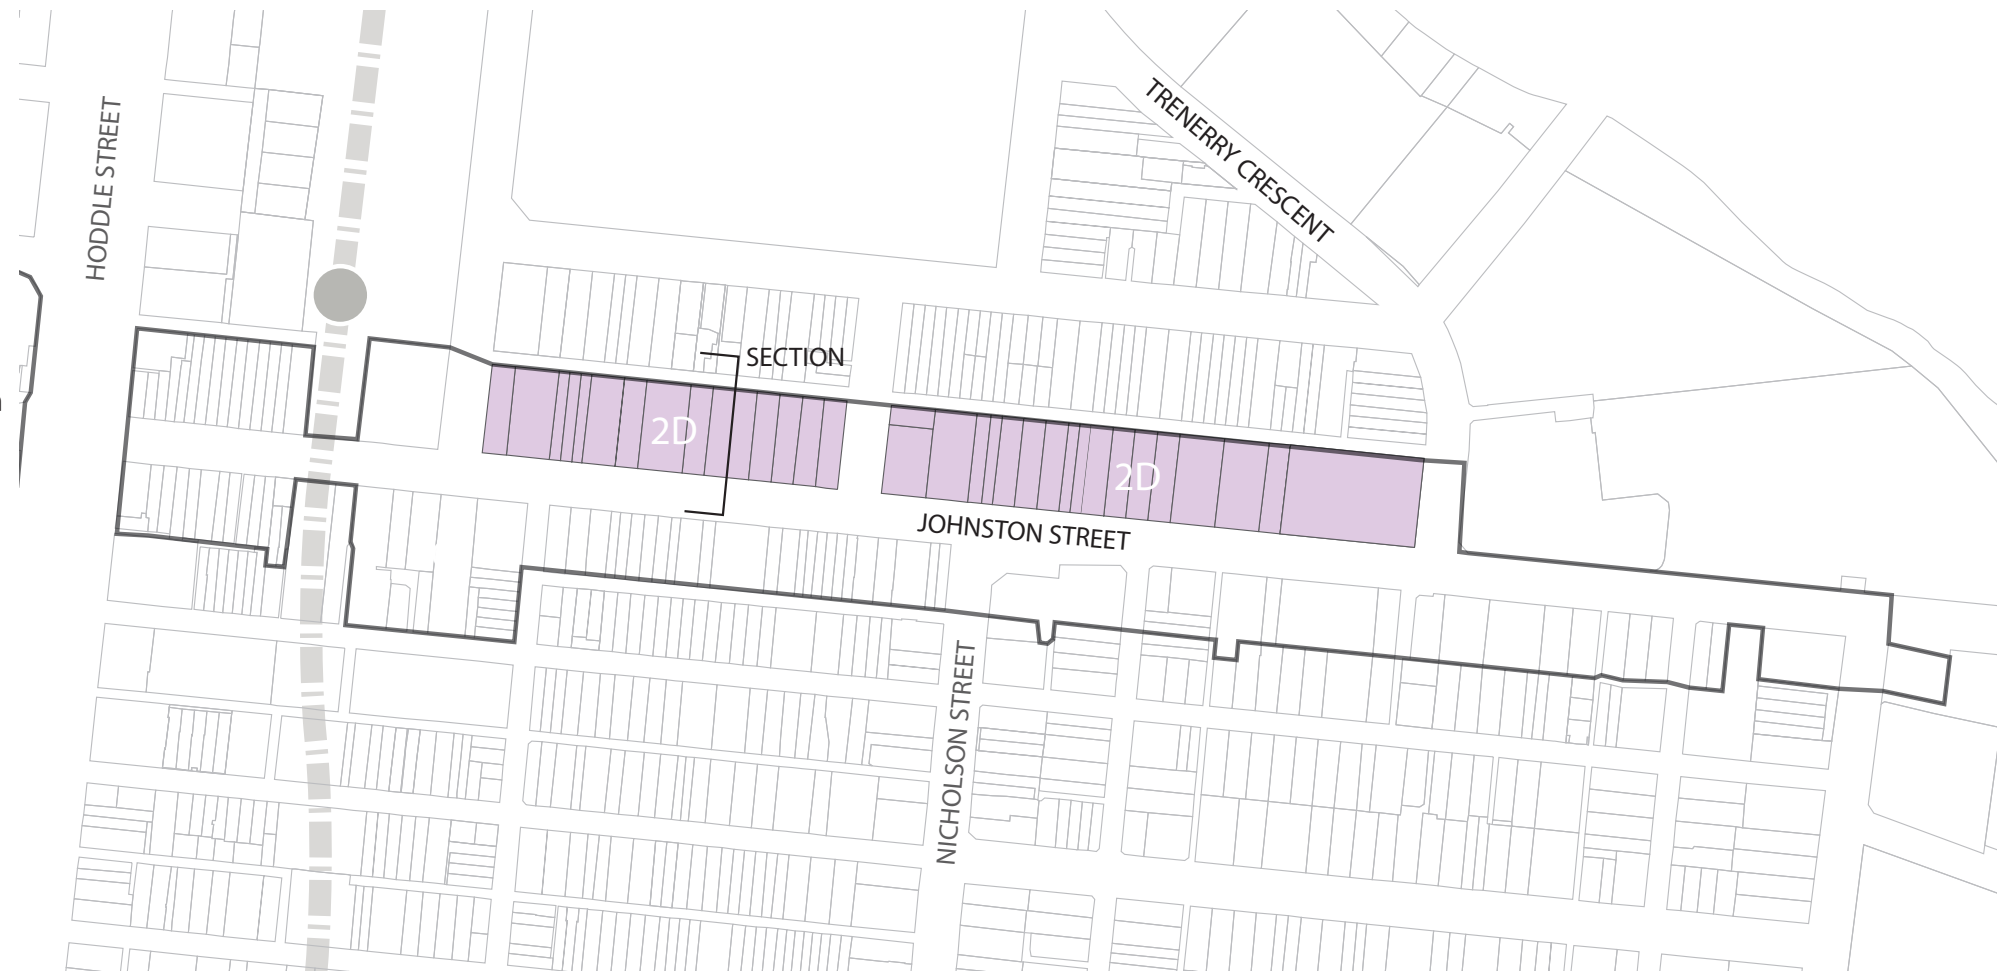 HODDLE STREET
TRENERRY CRESCENT
SECTION
2D
2D
JOHNSTON STREET
NICHOLSON STREET